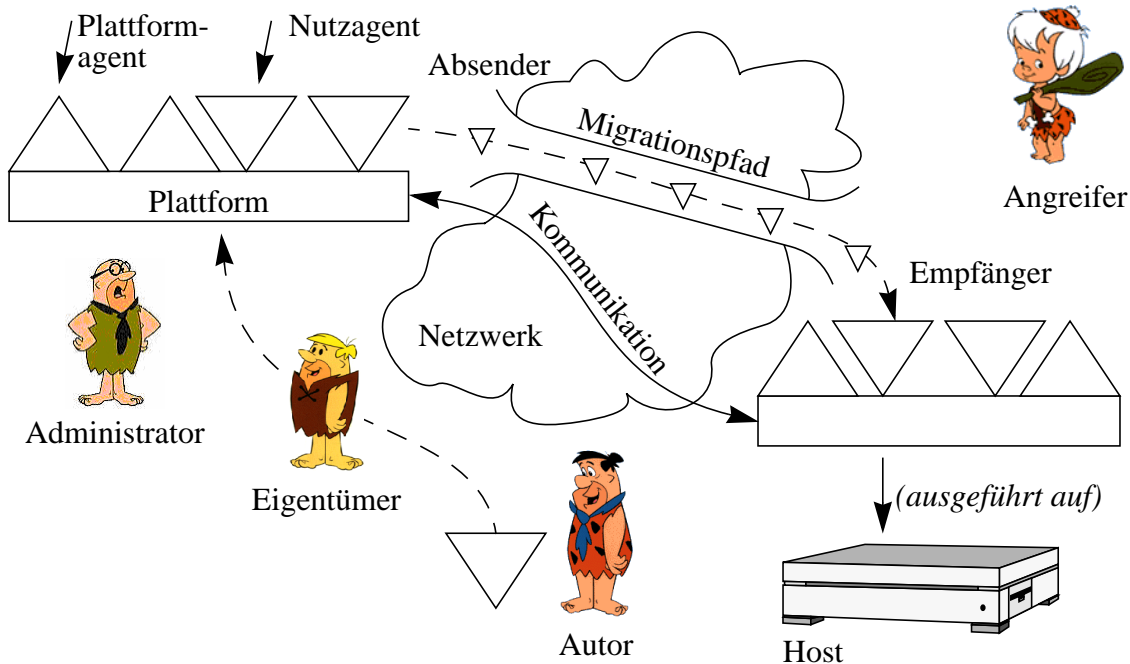 Plattform-
agent
Nutzagent
Absender
Migrationspfad
Angreifer
Plattform
Kommunikation
Empfänger
Netzwerk
Administrator
Eigentümer
(ausgeführt auf)
Autor
Host